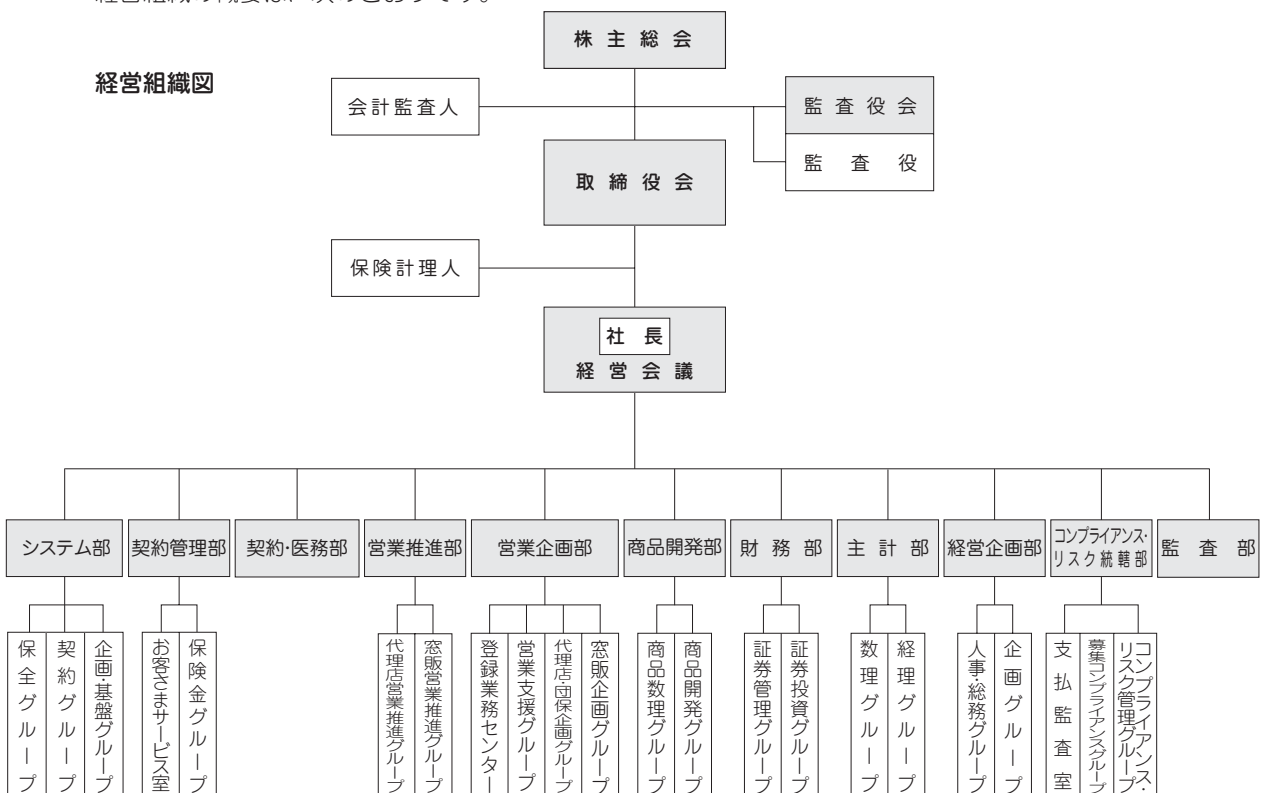 経営組織の概要は、次のとおりです。
経営組織図
株主総会
会計監査人
監査役会
監査役
取締役会
保険計理人
社長
経営会議
システム部
契約管理部
契約・医務部
営業推進部
営業企画部
商品開発部
財務部
主計部
経営企画部
コンプライアンス・
リスク統轄部
監査部
保全グループ
契約グループ
企画・基盤グループ
お客さまサービス室
保険金グループ
代理店営業推進グループ
窓販営業推進グループ
登録業務センター
営業支援グループ
代理店・団保企画グループ
窓販企画グループ
商品数理グループ
商品開発グループ
証券管理グループ
証券投資グループ
数理グループ
経理グループ
人事・総務グループ
企画グループ
支払監査室
募集コンプライアンスグループ
コンプライアンス・
リスク管理グループ